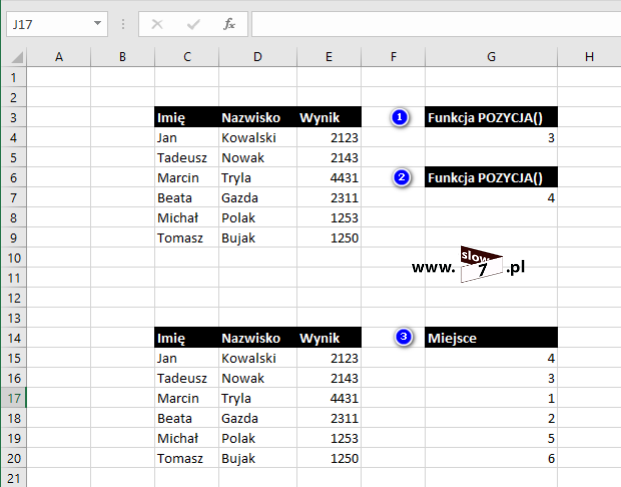 J17 fx
A B C D E F G H
1
2
3 Imię Nazwisko Wynik 1 Funkcja POZYCJA()
4 Jan Kowalski 2123 3
5 Tadeusz Nowak 2143
6 Marcin Tryla 4431 2 Funkcja POZYCJA()
7 Beata Gazda 2311 4
8 Michał Polak 1253
9 Tomasz Bujak 1250
10
11 www.slow7.pl
12
13
14 Imię Nazwisko Wynik 3 Miejsce
15 Jan Kowalski 2123 4
16 Tadeusz Nowak 2143 3
17 Marcin Tryla 4431 1
18 Beata Gazda 2311 2
19 Michał Polak 1253 5
20 Tomasz Bujak 1250 6
21